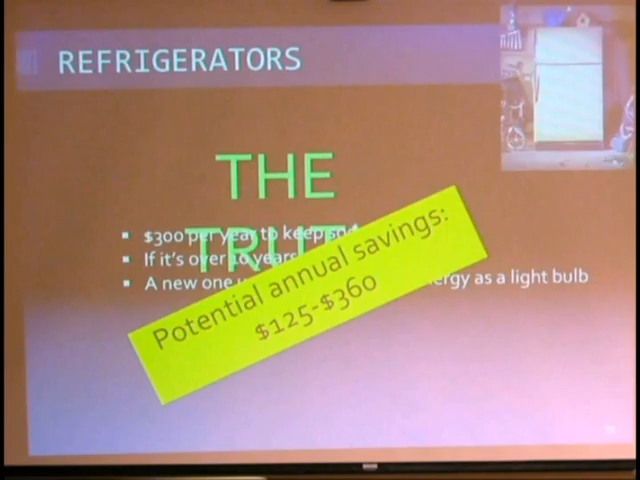 REFRIGERATORS
THE
TRUTH
$300 per year to keep
If it's over 10 years
A new one energy as a light bulb
Potential annual savings:
$125-$360